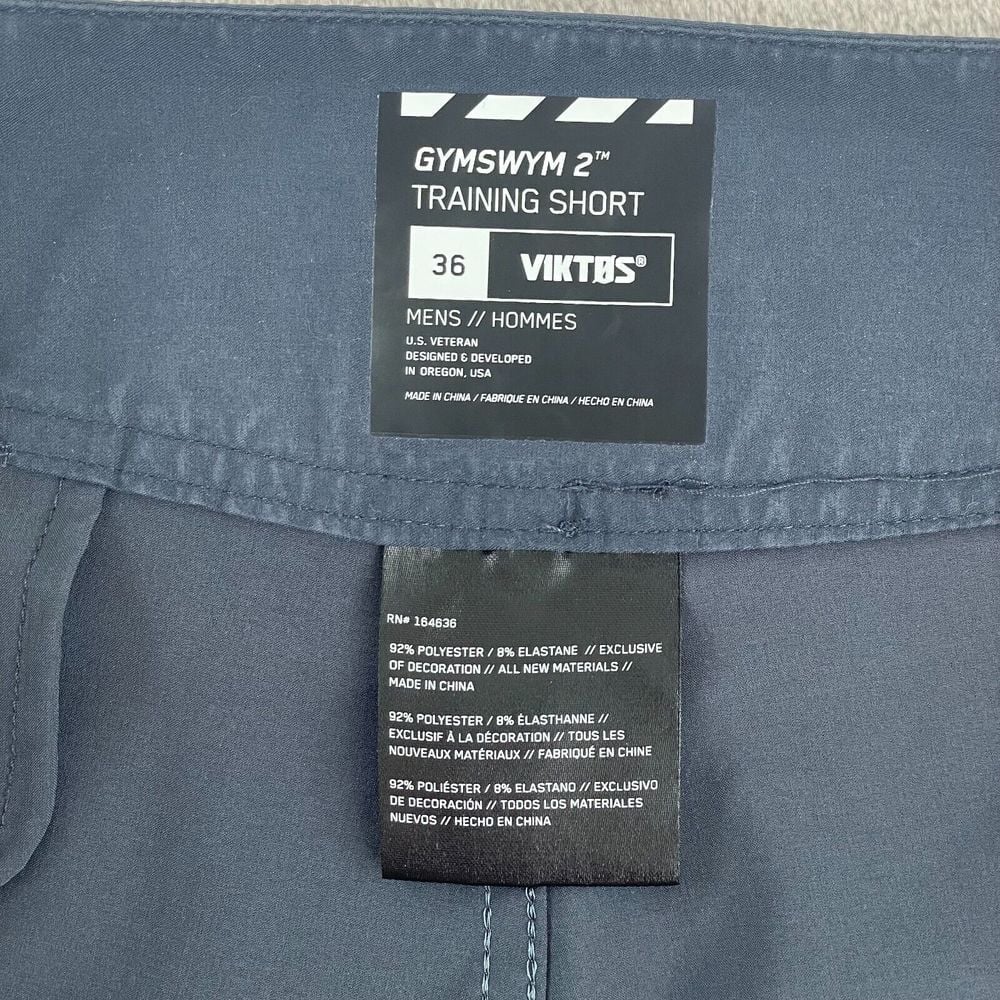 GYMSWYM 2™
TRAINING SHORT
36 VIKTØS®
MENS // HOMMES
U.S. VETERAN
DESIGNED & DEVELOPED
IN OREGON, USA
MADE IN CHINA / FABRIQUE EN CHINA / HECHO EN CHINA
RN# 164636
92% POLYESTER / 8% ELASTANE // EXCLUSIVE
OF DECORATION // ALL NEW MATERIALS //
MADE IN CHINA
92% POLYESTER / 8% ÉLASTHANNE //
EXCLUSIF À LA DÉCORATION // TOUS LES
NOUVEAUX MATÉRIAUX // FABRIQUÉ EN CHINE
92% POLIÉSTER / 8% ELASTANO // EXCLUSIVO
DE DECORACIÓN // TODOS LOS MATERIALES
NUEVOS // HECHO EN CHINA